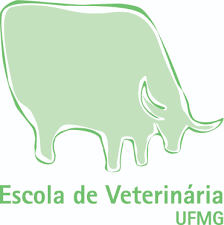 Escola de Veterinária
UFMG